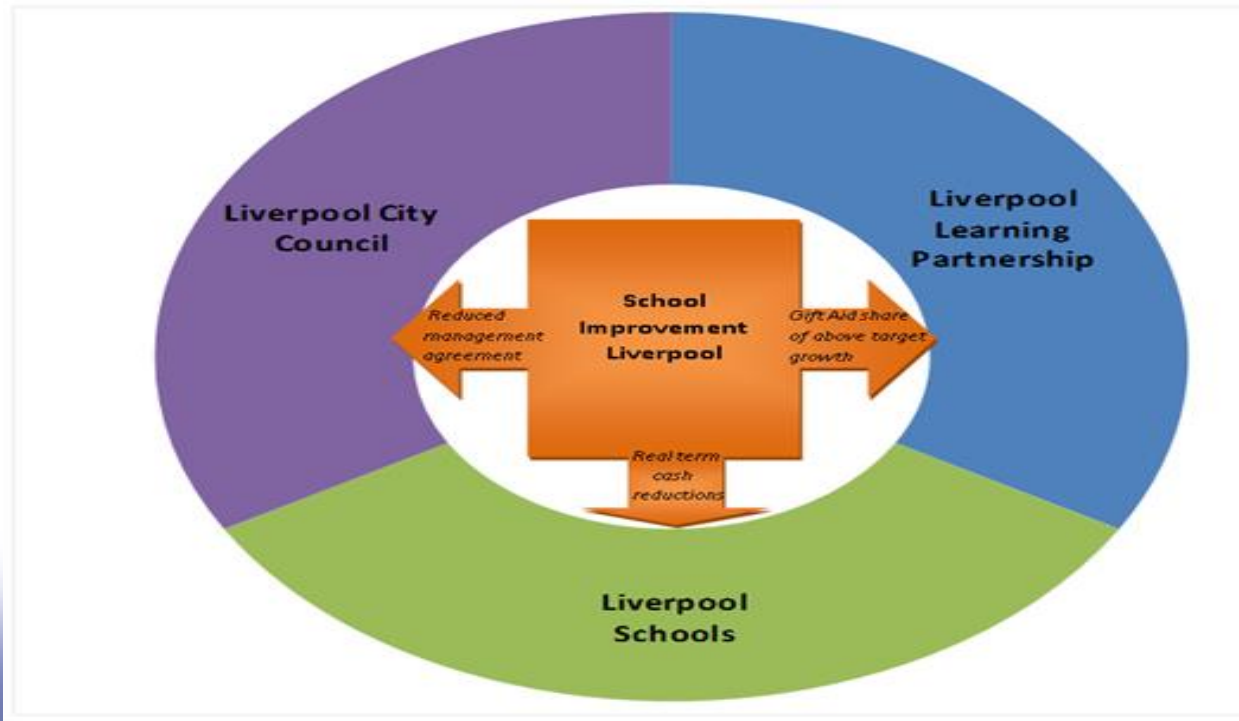 Liverpool City
Council
Liverpool
Learning
Partnership
School
Improvement
Liverpool
Reduced
management
agreement
Gift Aid share
of above target
growth
Real term
cash
reductions
Liverpool
Schools